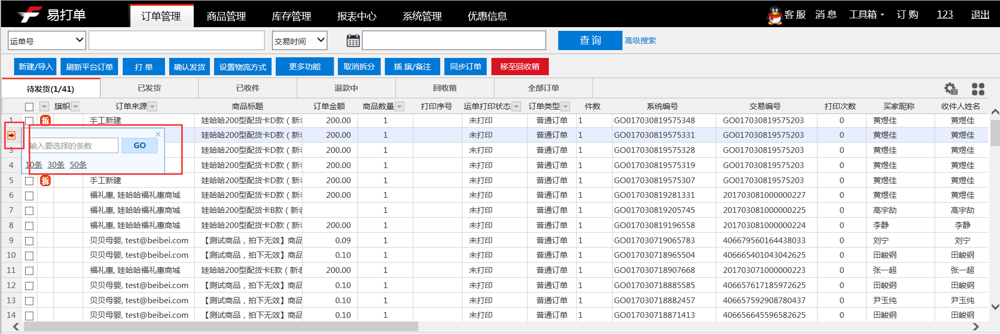 易打单 订单管理 商品管理 库存管理 报表中心 系统管理 优惠信息 客 服 消 息 工具箱 订 购 123 退出
运单号 交易时间 查 询 高级搜索
新建/导入 刷新平台订单 打 单 确认发货 设置物流方式 更多功能 取消拆分 插 旗/备注 同步订单 移至回收箱
待发货(1/41) 已发货 已收件 退款中 回收箱 全部订单
旗帜 订单来源 商品标题 订单金额 商品数量 打印序号 运单打印状态 订单类型 件数 系统编号 交易编号 打印次数 买家昵称 收件人姓名
1 拆 手工新建 娃哈哈200型配货卡D款 ( 新老 200.00 1 未打印 普通订单 1 GO017030819575348 GO017030819575203 0 黄煜佳 黄煜佳
娃哈哈200型配货卡D款 ( 新老 200.00 1 未打印 普通订单 1 GO017030819575331 GO017030819575203 0 黄煜佳 黄煜佳
输入要选择的条数 GO
3 娃哈哈200型配货卡D款 ( 新老 200.00 1 未打印 普通订单 1 GO017030819575328 GO017030819575203 0 黄煜佳 黄煜佳
10条 30条 50条
4 娃哈哈200型配货卡D款 ( 新老 200.00 1 未打印 普通订单 1 GO017030819575319 GO017030819575203 0 黄煜佳 黄煜佳
5 拆 手工新建 娃哈哈200型配货卡D款 ( 新老 200.00 1 未打印 普通订单 1 GO017030819575307 GO017030819575203 0 黄煜佳 黄煜佳
6 福礼惠, 娃哈哈福礼惠商城 娃哈哈200型配货卡D款 ( 新老 200.00 1 未打印 普通订单 1 GO017030819281331 201703081000000227 0 黄煜佳 黄煜佳
7 福礼惠, 娃哈哈福礼惠商城 娃哈哈200型配货卡B款 ( 新老 1 未打印 普通订单 1 GO017030819205745 201703081000000225 0 高宇劼 高宇劼
8 福礼惠, 娃哈哈福礼惠商城 娃哈哈200型配货卡D款 ( 新老 200.00 1 未打印 普通订单 1 GO017030819196558 201703081000000224 0 李静 李静
9 贝贝母婴, test@beibei.com 【测试商品，拍下无效】商品 0.09 1 未打印 普通订单 1 GO017030719065783 406679560164438033 0 刘宁 刘宁
10 贝贝母婴, test@beibei.com 【测试商品，拍下无效】商品 0.10 1 未打印 普通订单 1 GO017030718965504 406665401043042625 0 田峻钢 田峻钢
11 福礼惠, 娃哈哈福礼惠商城 娃哈哈200型配货卡E款 ( 新老 200.00 1 未打印 普通订单 1 GO017030718907668 201703071000000223 0 张一超 张一超
12 贝贝母婴, test@beibei.com 【测试商品，拍下无效】商品 0.10 1 未打印 普通订单 1 GO017030718885585 406657617185972625 0 田峻钢 田峻钢
13 贝贝母婴, test@beibei.com 【测试商品，拍下无效】商品 0.10 1 未打印 普通订单 1 GO017030718882457 406657592908780437 0 尹玉纯 尹玉纯
14 贝贝母婴, test@beibei.com 【测试商品，拍下无效】商品 0.10 1 未打印 普通订单 1 GO017030718871413 406656645596582625 0 田峻钢 田峻钢